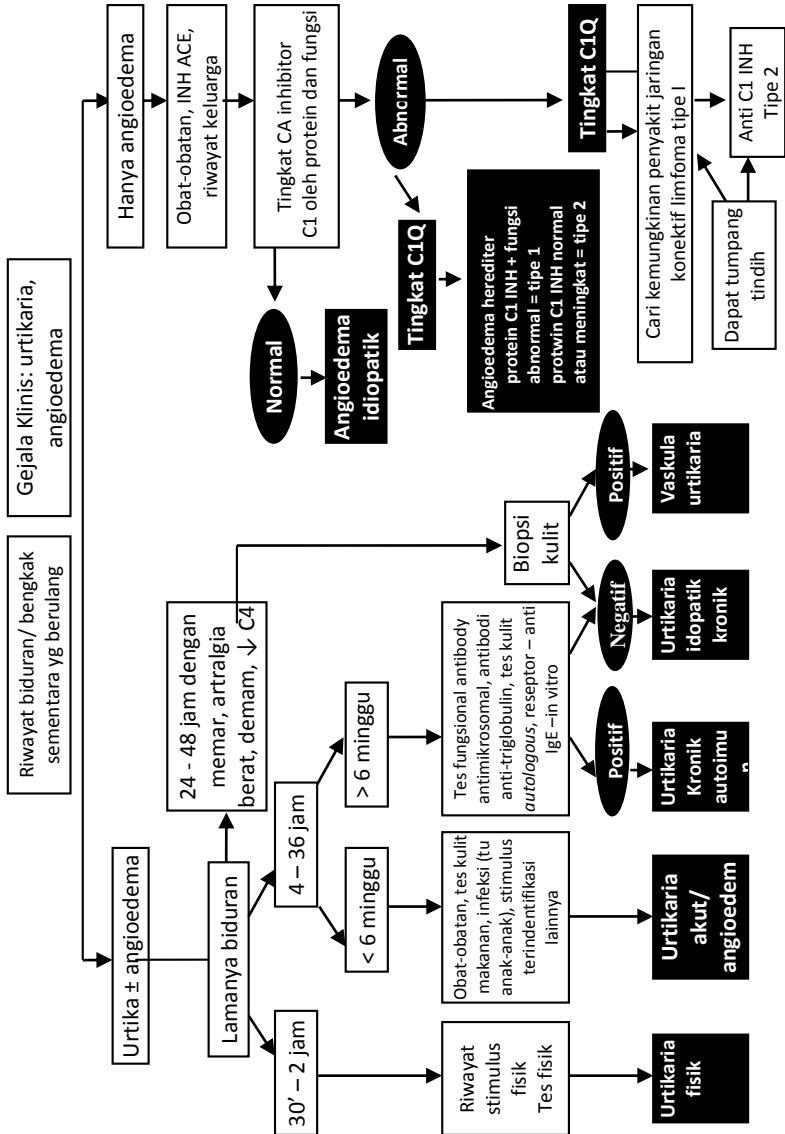 Riwayat biduran/ bengkak
sementara yg berulang
Gejala Klinis: urtikaria,
angioedema
Urtika ± angioedema
Lamanya biduran
24 - 48 jam dengan
memar, artralgia
berat, demam, ↓ C4
30’ – 2 jam
4 – 36 jam
< 6 minggu
> 6 minggu
Riwayat
stimulus
fisik
Tes fisik
Obat-obatan, tes kulit
makanan, infeksi (tu
anak-anak), stimulus
terindentifikasi
lainnya
Tes fungsional antibody
antimikrosomal, antibodi
anti-triglobulin, tes kulit
autologous, reseptor – anti
IgE –in vitro
Biopsi
kulit
Positif
Negatif
Positif
Urtikaria
fisik
Urtikaria
akut/
angioedem
Urtikaria
Kronik
autoimu
Urtikaria
idopatik
kronik
Vaskula
urtikaria
Hanya angioedema
Obat-obatan, INH ACE,
riwayat keluarga
Tingkat CA inhibitor
C1 oleh protein dan fungsi
Normal
Abnormal
Angioedema
idiopatik
Tingkat C1Q
Tingkat C1Q
Angioedema herediter
protein C1 INH + fungsi
abnormal = tipe 1
protwin C1 INH normal
atau meningkat = tipe 2
Cari kemungkinan penyakit jaringan
konektif limfoma tipe I
Dapat tumpang
tindih
Anti C1 INH
Tipe 2